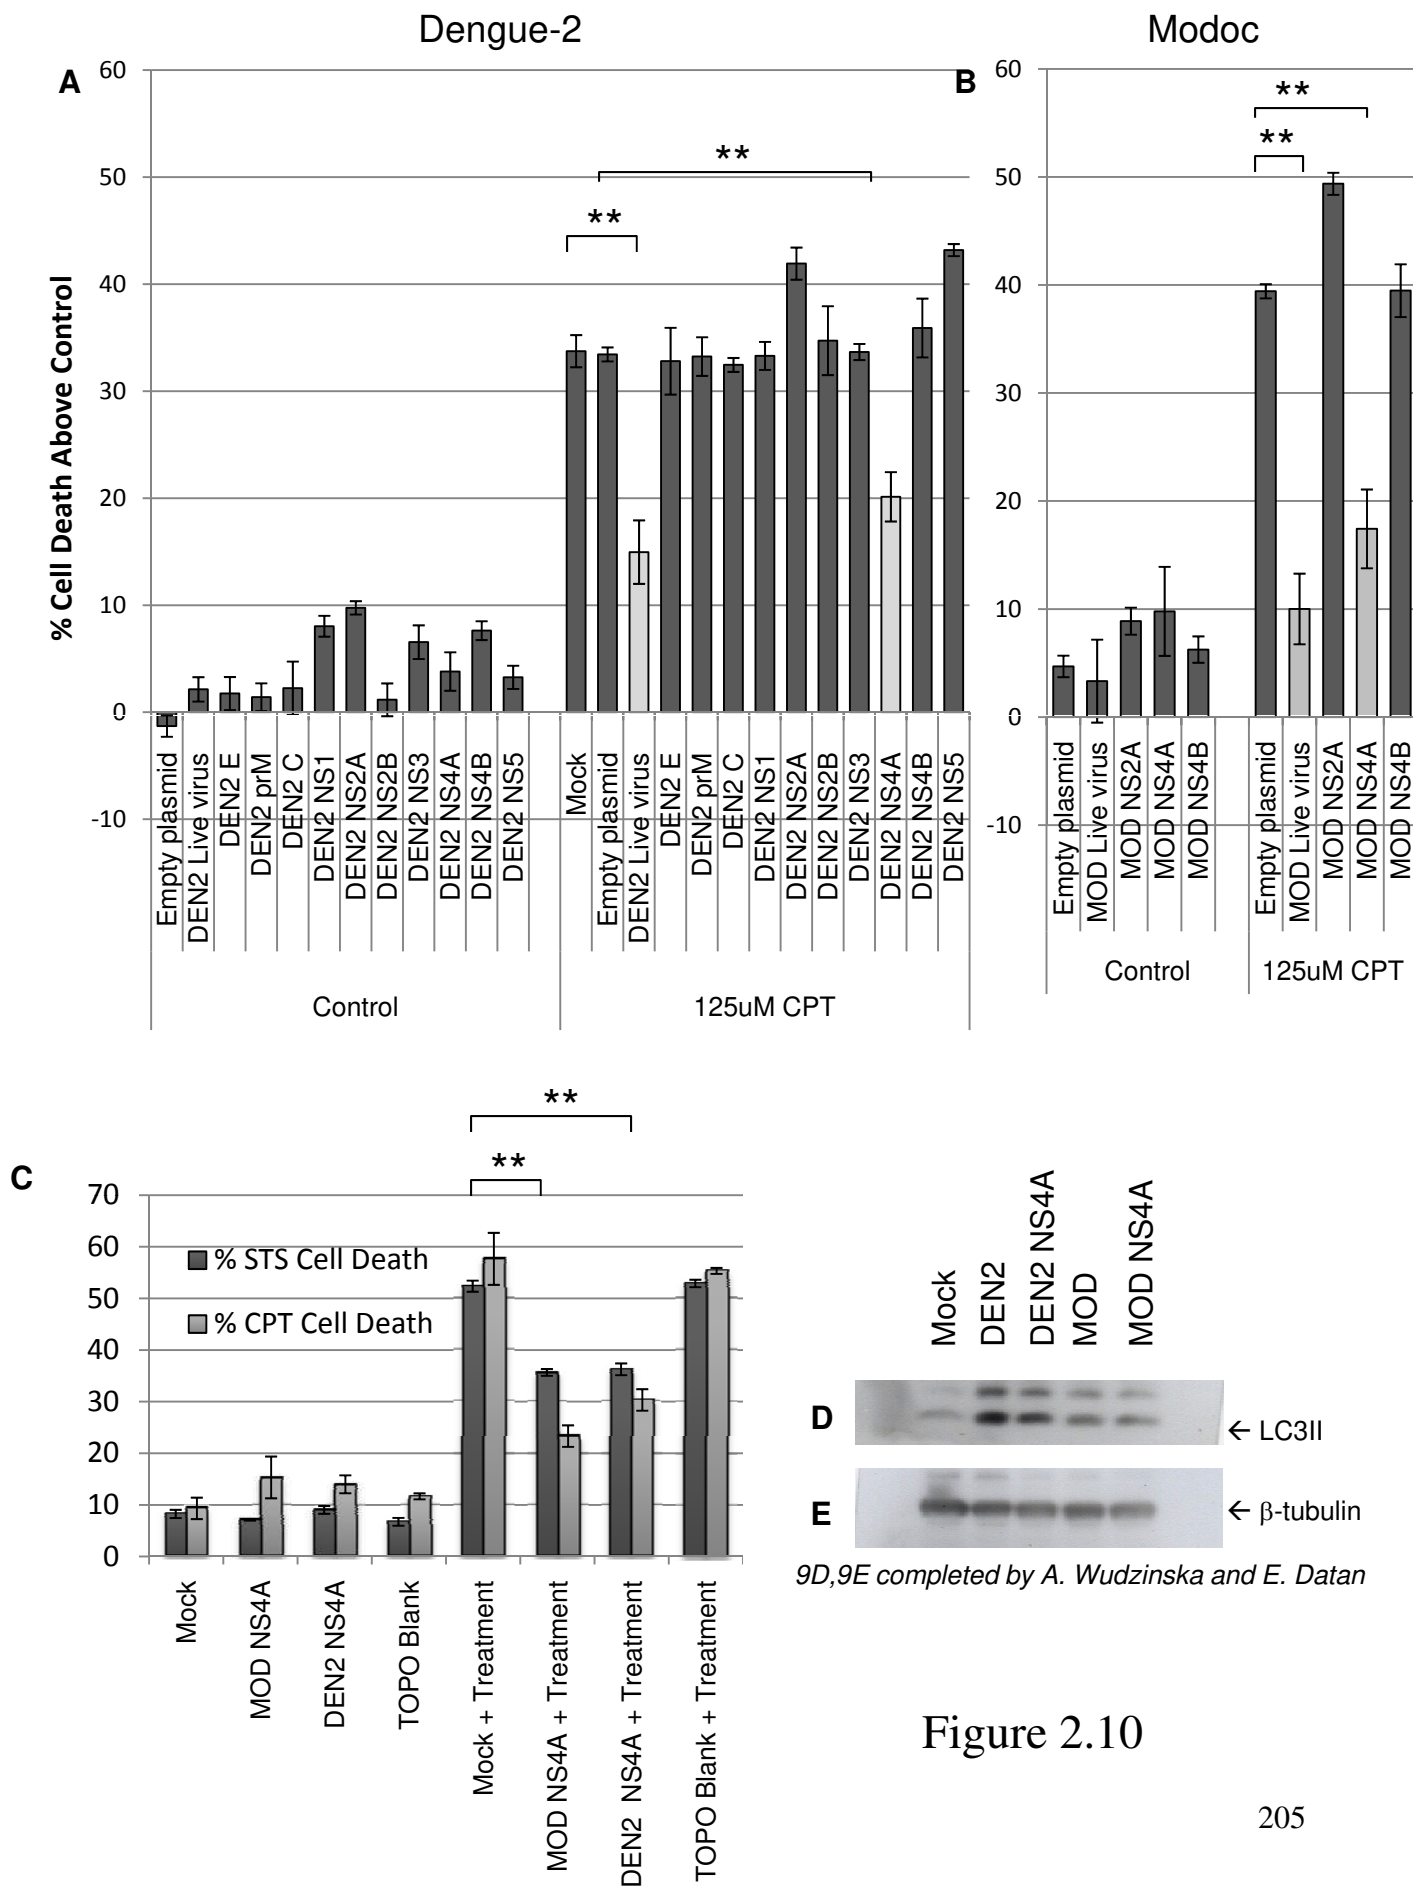 Dengue-2
Modoc
A
B
% Cell Death Above Control
60
50
40
30
20
10
0
-10
**
**
Empty plasmid
DEN2 Live virus
DEN2 E
DEN2 prM
DEN2 C
DEN2 NS1
DEN2 NS2A
DEN2 NS2B
DEN2 NS3
DEN2 NS4A
DEN2 NS4B
DEN2 NS5
Mock
Empty plasmid
DEN2 Live virus
DEN2 E
DEN2 prM
DEN2 C
DEN2 NS1
DEN2 NS2A
DEN2 NS2B
DEN2 NS3
DEN2 NS4A
DEN2 NS4B
DEN2 NS5
Control
125uM CPT
60
50
40
30
20
10
0
-10
**
**
Empty plasmid
MOD Live virus
MOD NS2A
MOD NS4A
MOD NS4B
Empty plasmid
MOD Live virus
MOD NS2A
MOD NS4A
MOD NS4B
Control
125uM CPT
C
**
**
70
60
50
40
30
20
10
0
% STS Cell Death
% CPT Cell Death
Mock
MOD NS4A
DEN2 NS4A
TOPO Blank
Mock + Treatment
MOD NS4A + Treatment
DEN2 NS4A + Treatment
TOPO Blank + Treatment
Mock
DEN2
DEN2 NS4A
MOD
MOD NS4A
D
← LC3II
E
← β-tubulin
9D,9E completed by A. Wudzinska and E. Datan
Figure 2.10
205